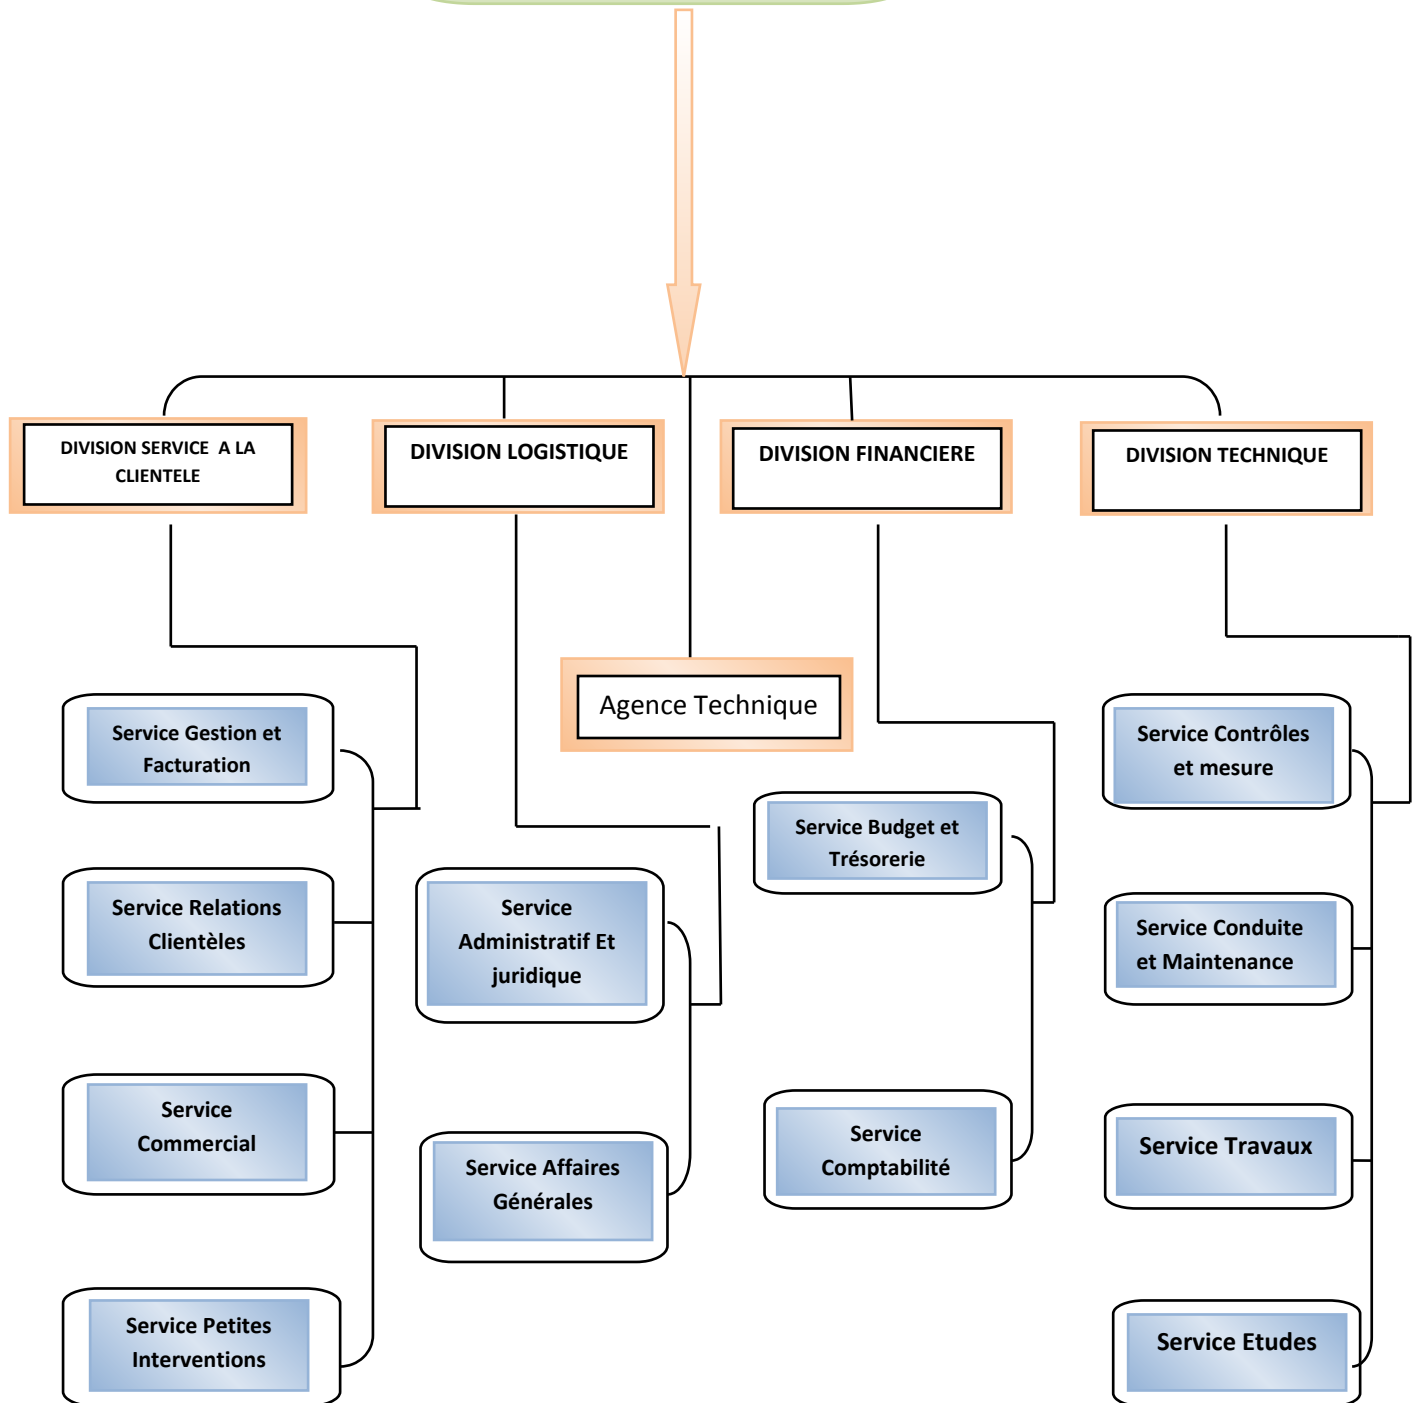 DIVISION SERVICE A LA
CLIENTELE
DIVISION LOGISTIQUE
DIVISION FINANCIERE
DIVISION TECHNIQUE
Agence Technique
Service Gestion et
Facturation
Service Relations
Clientèles
Service
Commercial
Service Petites
Interventions
Service
Administratif Et
juridique
Service Affaires
Générales
Service Budget et
Trésorerie
Service
Comptabilité
Service Contrôles
et mesure
Service Conduite
et Maintenance
Service Travaux
Service Etudes